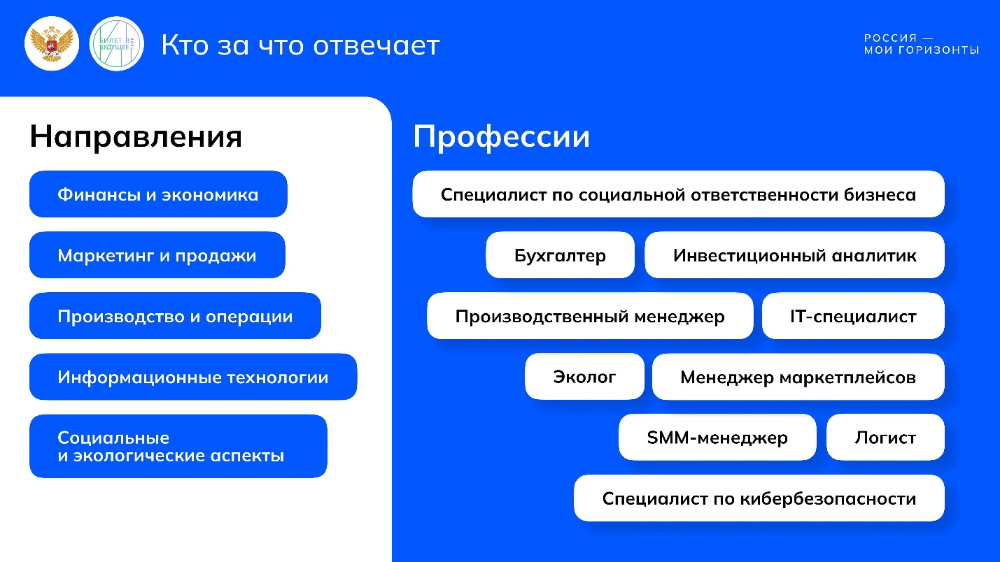 БИЛЕТ В
БУДУЩЕЕ
ТВОЁ
Кто за что отвечает
РОССИЯ —
МОИ ГОРИЗОНТЫ
Направления
Финансы и экономика
Маркетинг и продажи
Производство и операции
Информационные технологии
Социальные
и экологические аспекты
Профессии
Специалист по социальной ответственности бизнеса
Бухгалтер
Инвестиционный аналитик
Производственный менеджер
IT-специалист
Эколог
Менеджер маркетплейсов
SMM-менеджер
Логист
Специалист по кибербезопасности